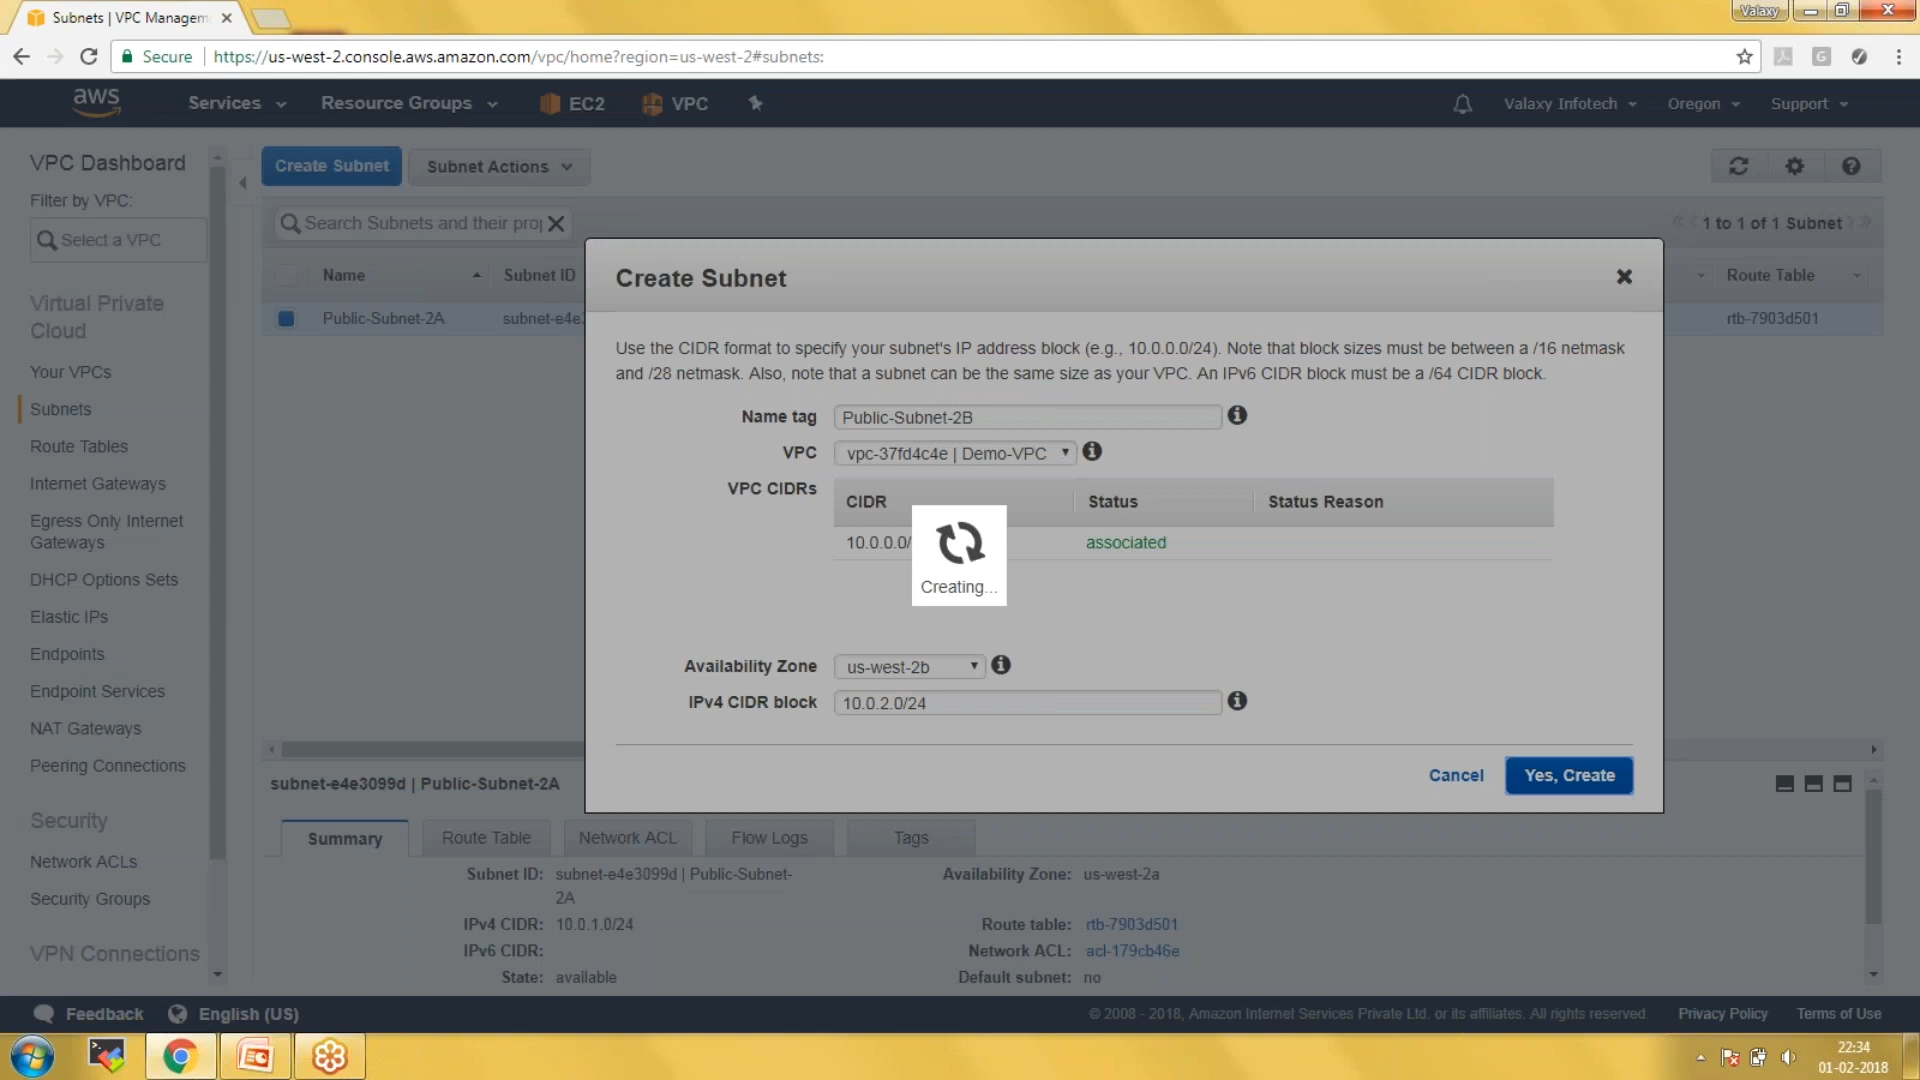 Subnets | VPC Managem
Valaxy
Secure
https://us-west-2.console.aws.amazon.com/vpc/home?region=us-west-2#subnets:
aws
Services
Resource Groups
EC2
VPC
Valaxy Infotech
Oregon
Support
VPC Dashboard
Filter by VPC:
Select a VPC
Virtual Private
Cloud
Your VPCs
Subnets
Route Tables
Internet Gateways
Egress Only Internet
Gateways
DHCP Options Sets
Elastic IPs
Endpoints
Endpoint Services
NAT Gateways
Peering Connections
Security
Network ACLs
Security Groups
VPN Connections
Create Subnet
Subnet Actions
Search Subnets and their pro
1 to 1 of 1 Subnet
Name
Subnet ID
Route Table
Public-Subnet-2A
subnet-e4e
rtb-7903d501
Create Subnet
Use the CIDR format to specify your subnet's IP address block (e.g., 10.0.0.0/24). Note that block sizes must be between a /16 netmask
and /28 netmask. Also, note that a subnet can be the same size as your VPC. An IPv6 CIDR block must be a /64 CIDR block.
Name tag
Public-Subnet-2B
VPC
vpc-37fd4c4e | Demo-VPC
VPC CIDRs
CIDR
Status
Status Reason
10.0.0.0/
associated
Creating...
Availability Zone
us-west-2b
IPv4 CIDR block
10.0.2.0/24
Cancel
Yes, Create
subnet-e4e3099d | Public-Subnet-2A
Summary
Route Table
Network ACL
Flow Logs
Tags
Subnet ID: subnet-e4e3099d | Public-Subnet-
2A
Availability Zone: us-west-2a
IPv4 CIDR: 10.0.1.0/24
Route table: rtb-7903d501
IPv6 CIDR:
Network ACL: acl-179cb46e
State: available
Default subnet: no
Feedback
English (US)
© 2008 - 2018, Amazon Internet Services Private Ltd. or its affiliates. All rights reserved.
Privacy Policy
Terms of Use
22:34
01-02-2018